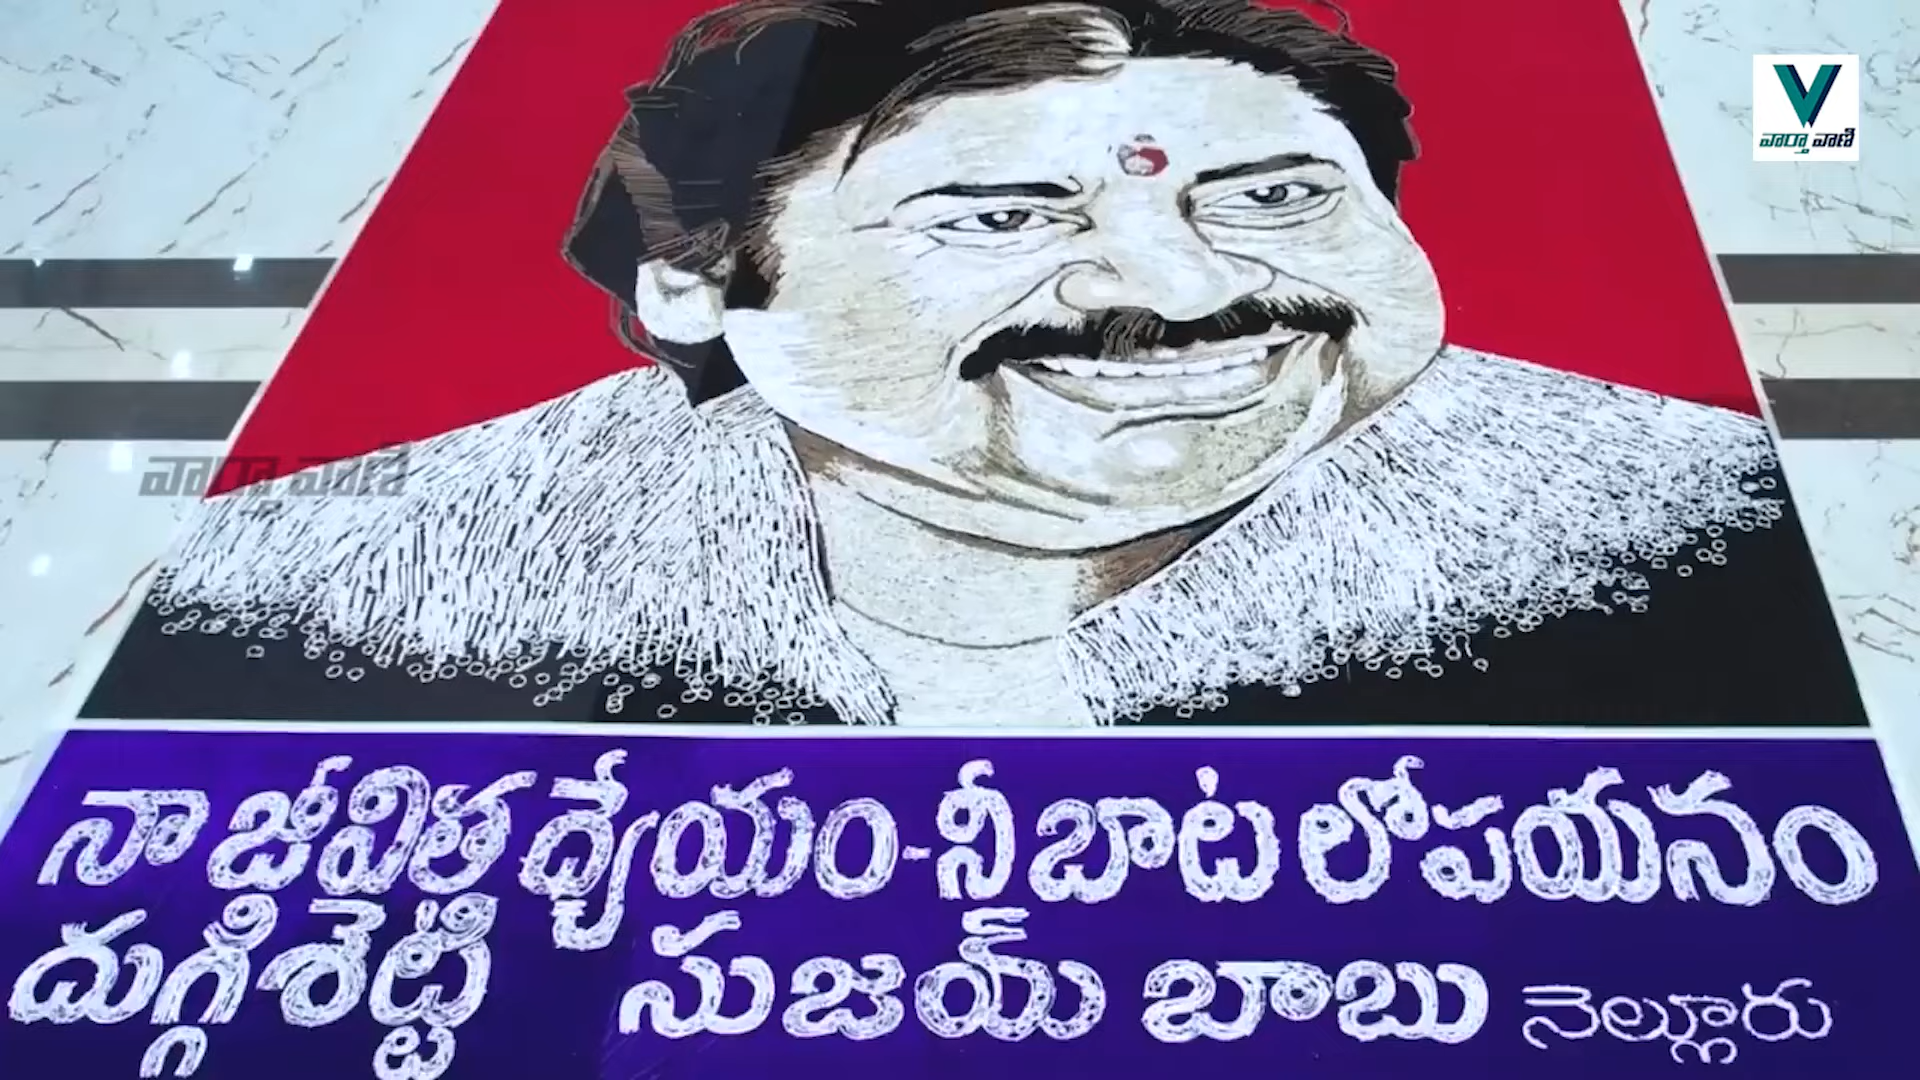 వార్తా వాణి
వార్తా వాణి
నా జీవిత ధ్యేయం-నీ బాటలో పయనం
దుగ్గిశెట్టి సుజయ్ బాబు నెల్లూరు